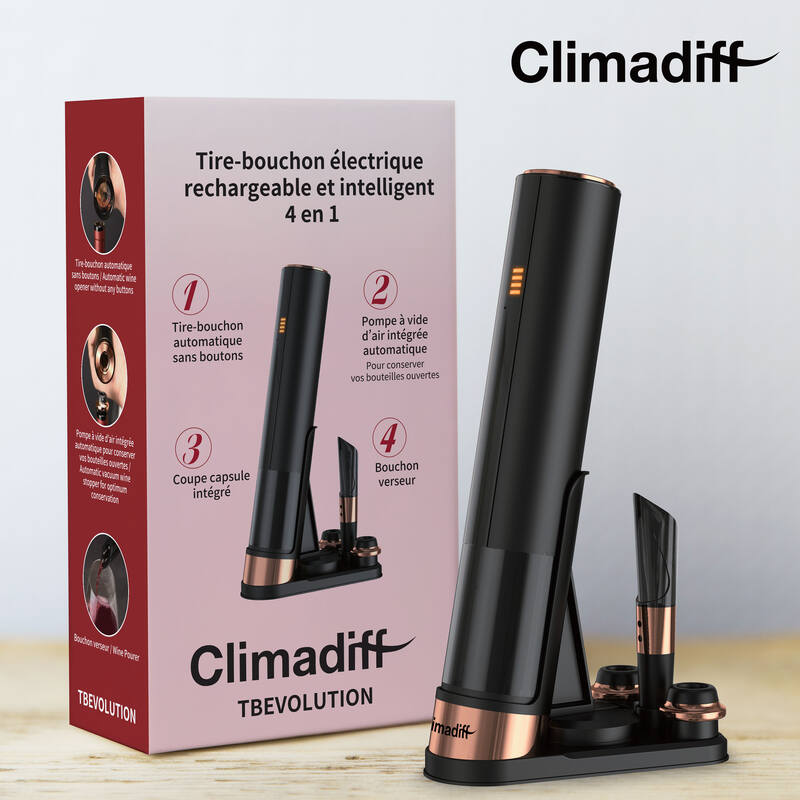 Climadiff
Tire-bouchon électrique
rechargeable et intelligent
4 en 1
1
Tire-bouchon
automatique
sans boutons
2
Pompe à vide
d'air intégrée
automatique
Pour conserver
vos bouteilles ouvertes
3
Coupe capsule
intégré
4
Bouchon
verseur
Climadiff
TBEVOLUTION
Tire-bouchon automatique
sans boutons / Automatic wine
opener without any buttons
Pompe à vide d'air intégrée
automatique pour conserver
vos bouteilles ouvertes /
Automatic vacuum wine
stopper for optimum
conservation
Bouchon verseur / Wine Pourer
TBEVOLUTION
limadiff